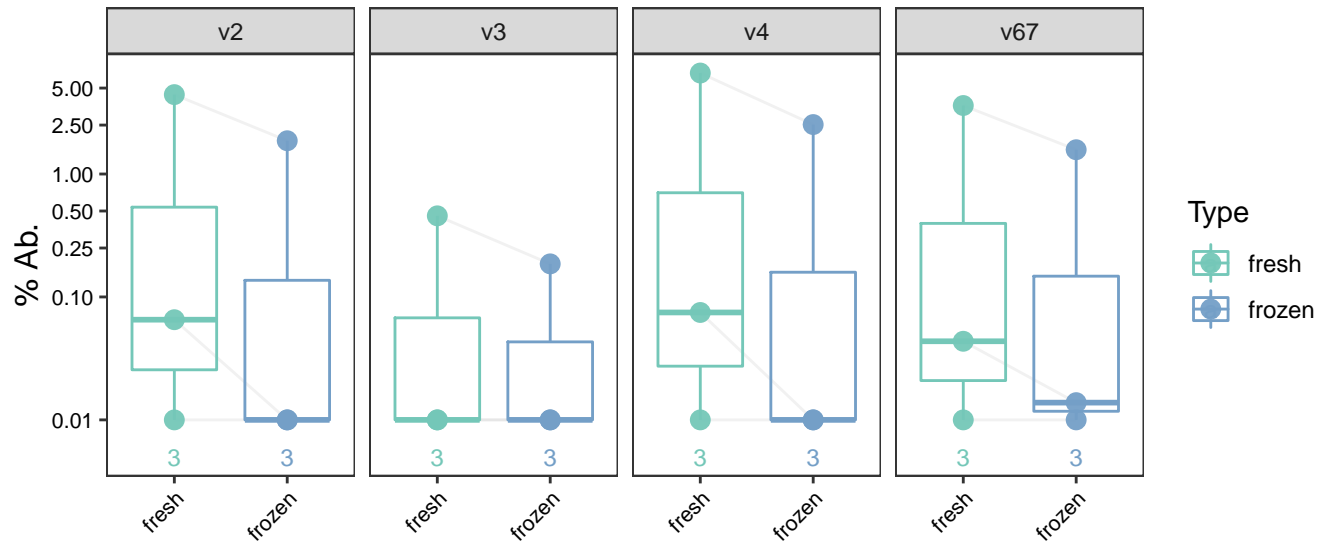 v2 v3 v4 v67
% Ab.
5.00
2.50
1.00
0.50
0.25
0.10
0.01
3 3 3 3 3 3 3 3
fresh frozen fresh frozen fresh frozen fresh frozen
Type
fresh
frozen